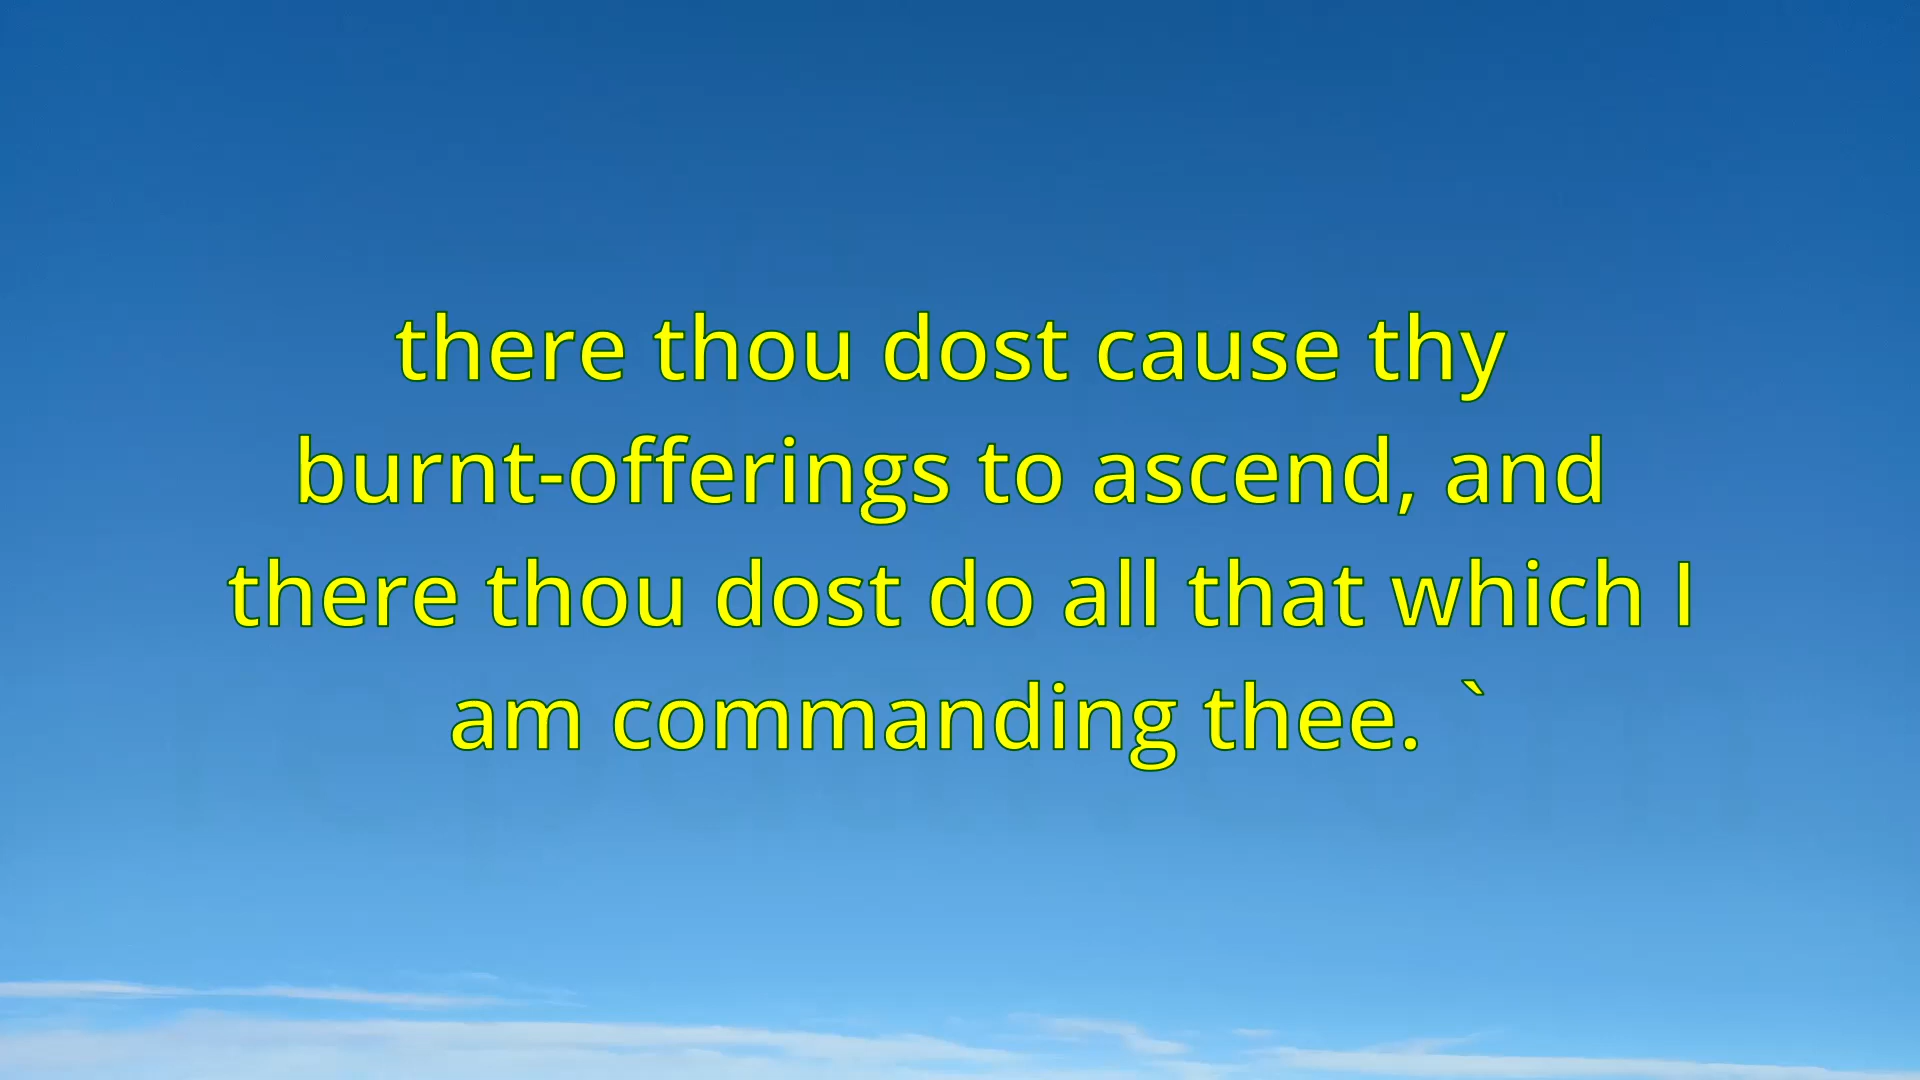 there thou dost cause thy
burnt-offerings to ascend, and
there thou dost do all that which I
am commanding thee. `